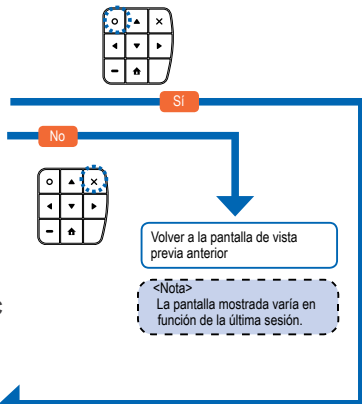 Sí
No
Volver a la pantalla de vista
previa anterior
<Nota>
La pantalla mostrada varía en
función de la última sesión.